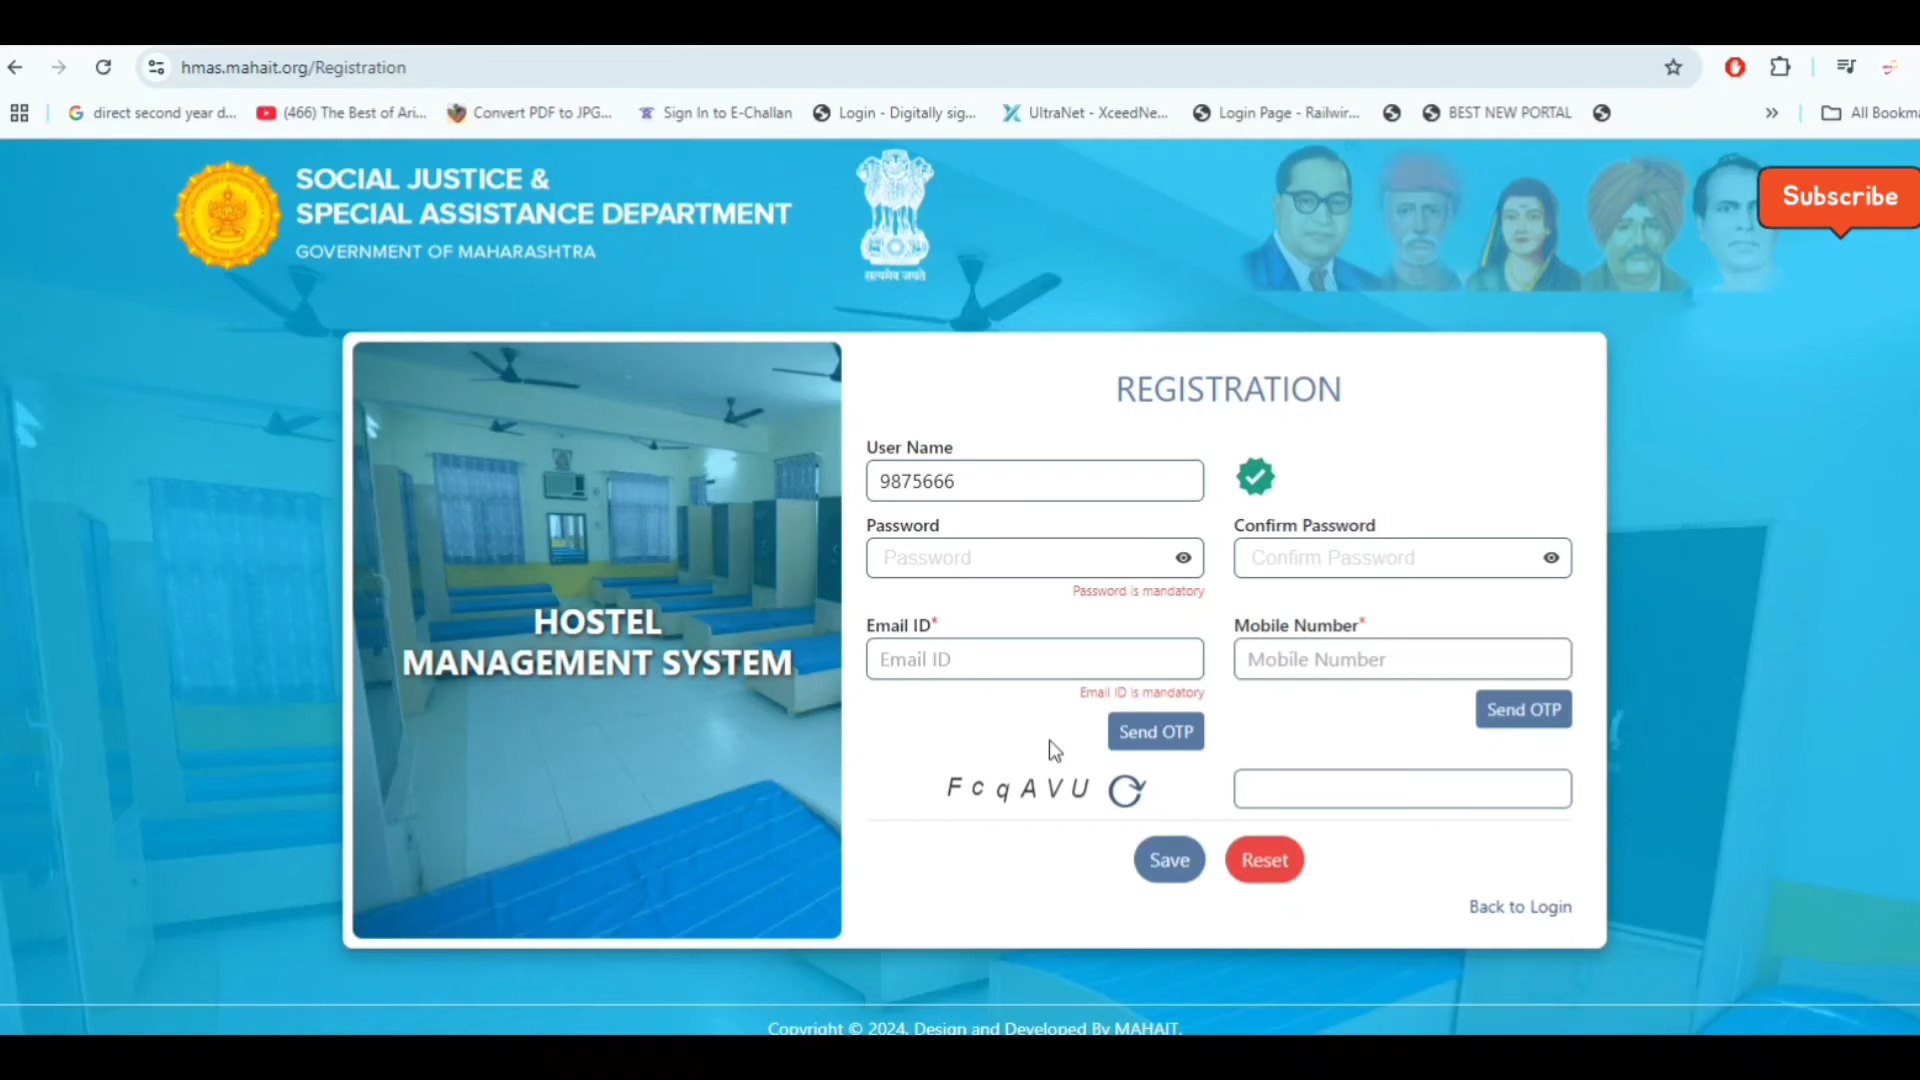 hmas.mahait.org/Registration
direct second year d...
(466) The Best of Ari...
Convert PDF to JPG...
Sign In to E-Challan
Login - Digitally sig...
UltraNet - XceedNe...
Login Page - Railwir...
BEST NEW PORTAL
All Bookma
SOCIAL JUSTICE &
SPECIAL ASSISTANCE DEPARTMENT
GOVERNMENT OF MAHARASHTRA
सत्यमेव जयते
Subscribe
HOSTEL
MANAGEMENT SYSTEM
REGISTRATION
User Name
9875666
Password
Confirm Password
Password
Confirm Password
Password is mandatory
Email ID*
Mobile Number*
Email ID
Mobile Number
Email ID is mandatory
Send OTP
Send OTP
F c q A V U
Save
Reset
Back to Login
Copyright © 2024. Design and Developed By MAHAIT.